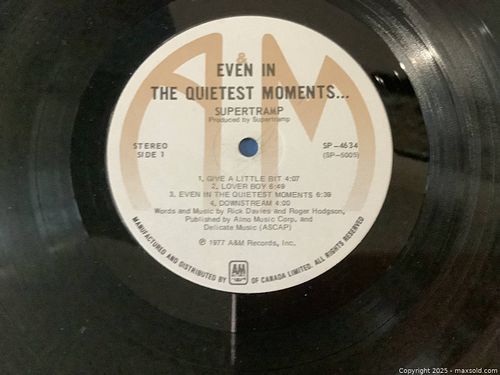 &
EVEN IN
THE QUIETEST MOMENTS...
SUPERTRAMP
Produced by Supertramp
STEREO
SIDE 1
SP-4634
(SP-5005)
1. GIVE A LITTLE BIT 4:07
2. LOVER BOY 6:49
3. EVEN IN THE QUIETEST MOMENTS 6:39
4. DOWNSTREAM 4:00
Words and Music by Rick Davies and Roger Hodgson,
Published by Almo Music Corp. and
Delicate Music (ASCAP)
℗ 1977 A&M Records, Inc.
MANUFACTURED AND DISTRIBUTED BY AM OF CANADA LIMITED. ALL RIGHTS RESERVED
AM
Copyright 2025 - maxsold.com